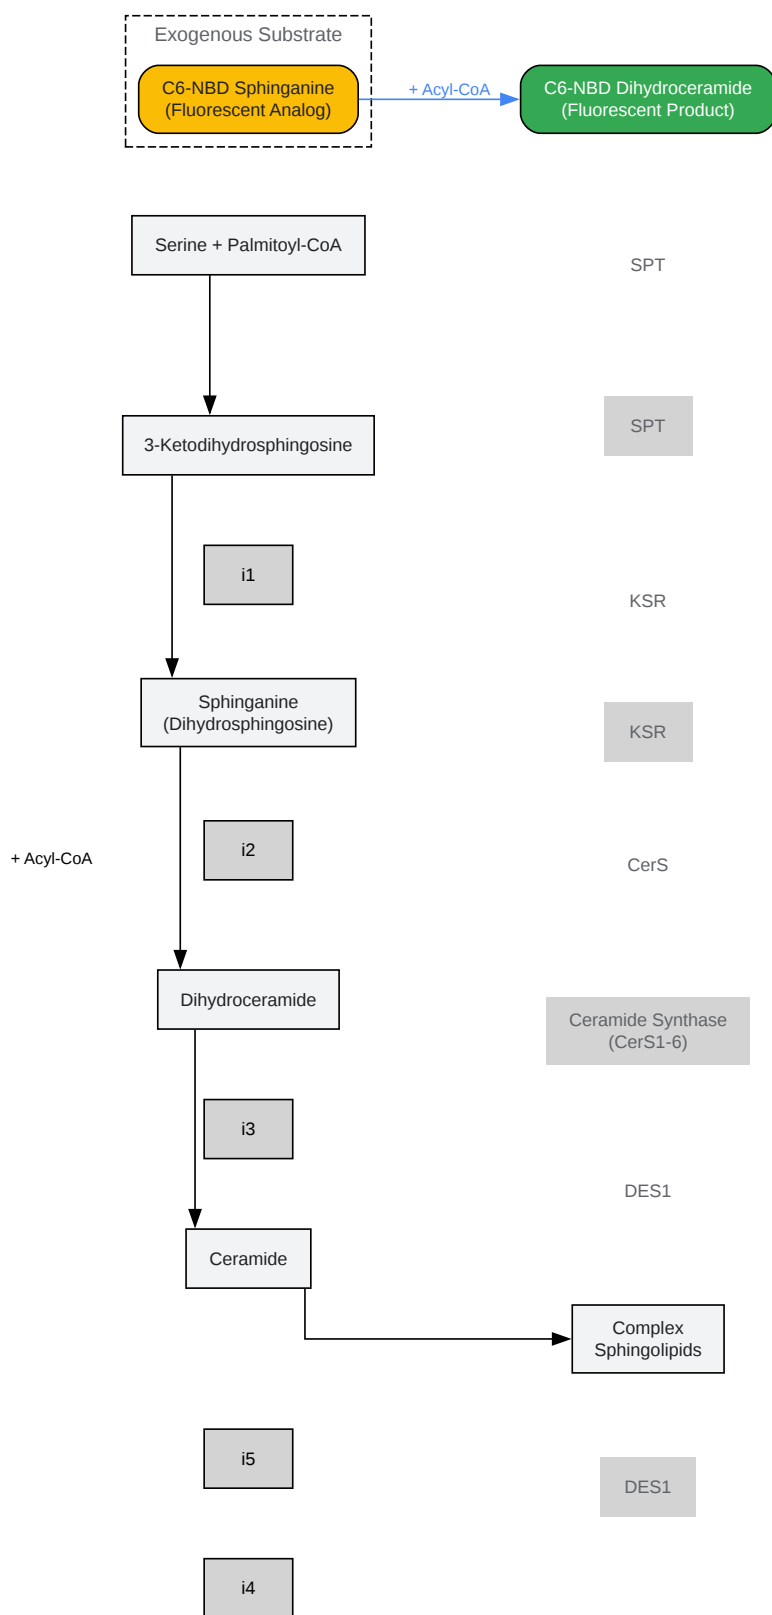 Exogenous Substrate
C6-NBD Sphinganine
(Fluorescent Analog)
+ Acyl-CoA
C6-NBD Dihydroceramide
(Fluorescent Product)
Serine + Palmitoyl-CoA
SPT
SPT
3-Ketodihydrosphingosine
i1
KSR
Sphinganine
(Dihydrosphingosine)
KSR
i2
+ Acyl-CoA
CerS
Dihydroceramide
Ceramide Synthase
(CerS1-6)
i3
DES1
Ceramide
Complex
Sphingolipids
i5
DES1
i4